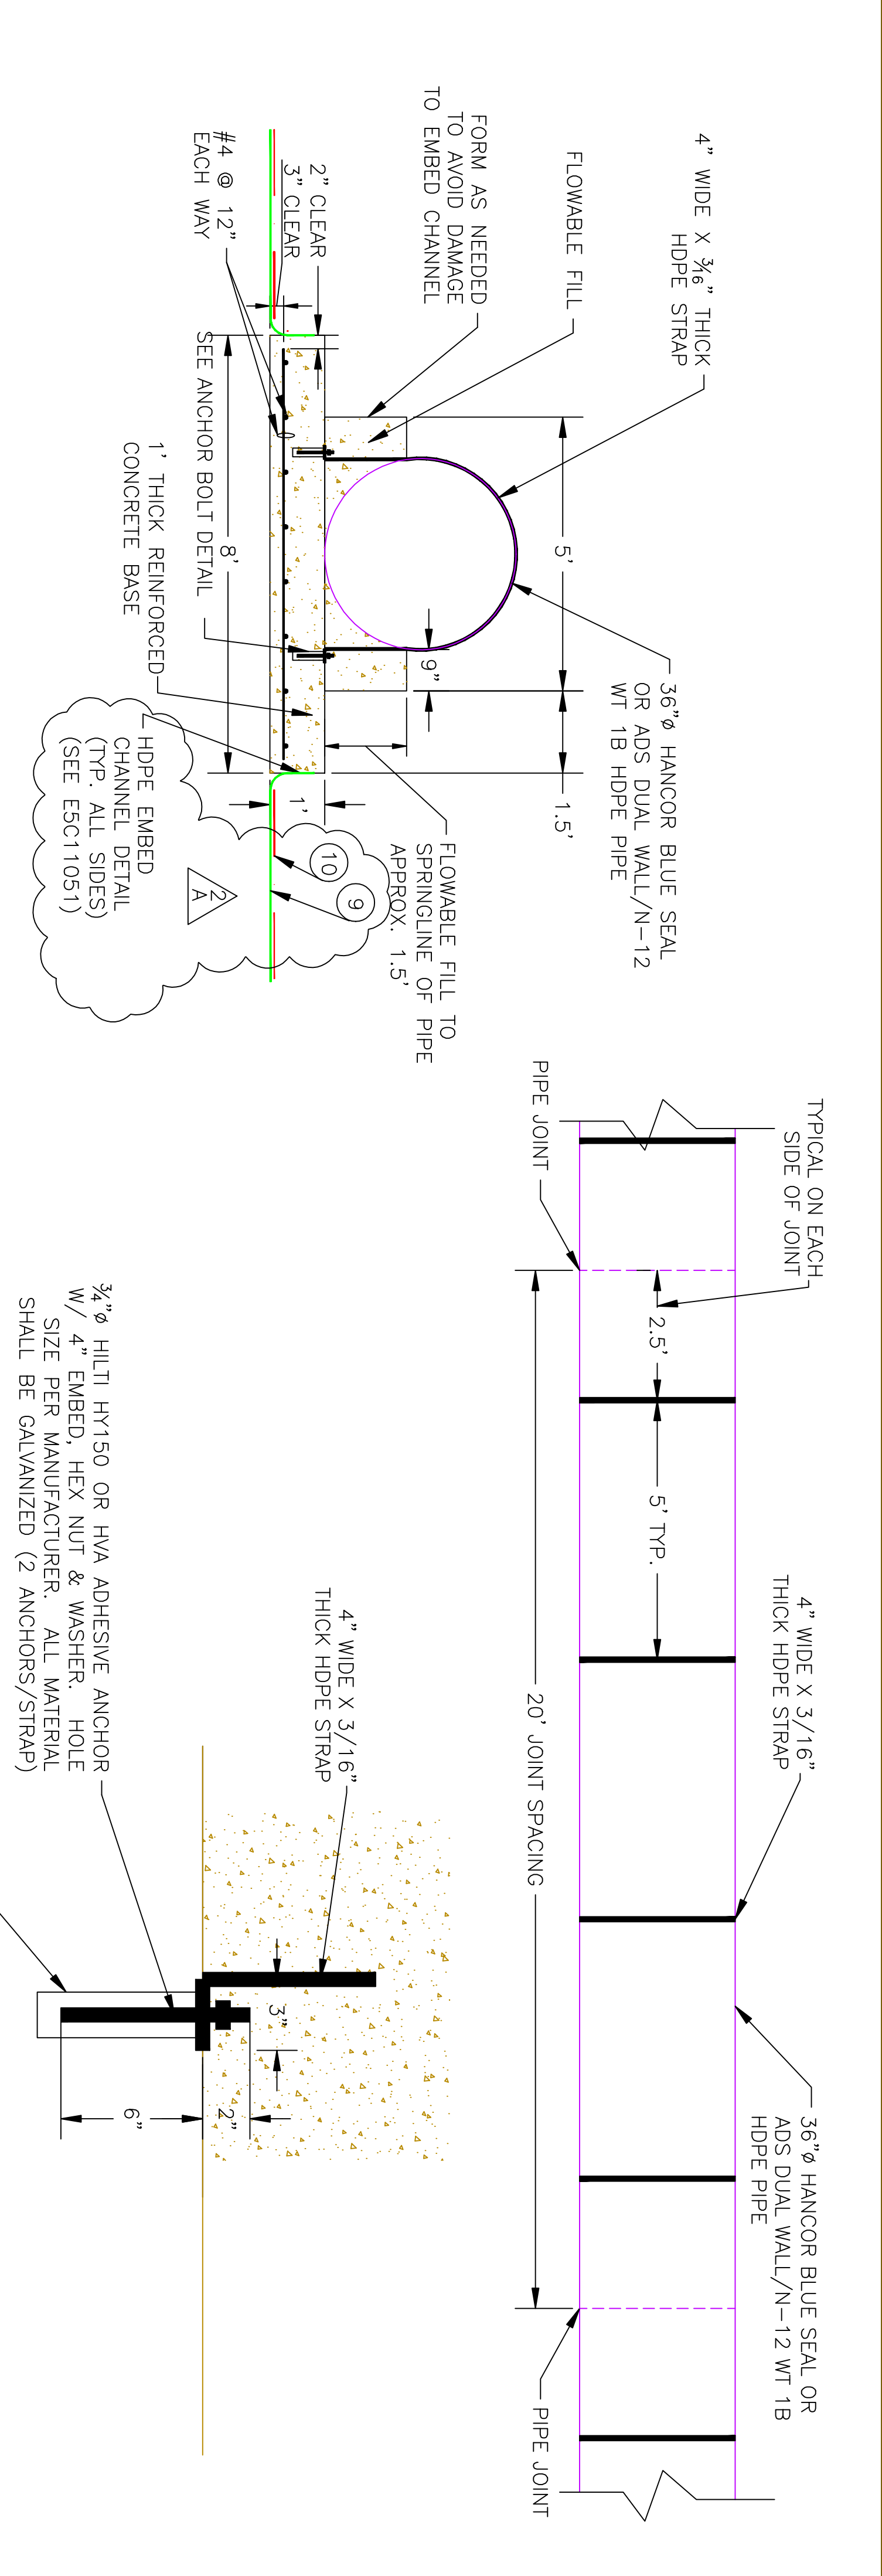 4" WIDE X 3/16" THICK
HDPE STRAP
FLOWABLE FILL
FORM AS NEEDED
TO AVOID DAMAGE
TO EMBED CHANNEL
2" CLEAR
3" CLEAR
#4 @ 12"
EACH WAY
SEE ANCHOR BOLT DETAIL
1' THICK REINFORCED
CONCRETE BASE
8'
5'
9"
1.5'
1'
36"ø HANCOR BLUE SEAL
OR ADS DUAL WALL/N-12
WT 1B HDPE PIPE
FLOWABLE FILL TO
SPRINGLINE OF PIPE
APPROX. 1.5'
10
9
2
A
HDPE EMBED
CHANNEL DETAIL
(TYP. ALL SIDES)
(SEE E5C11051)
TYPICAL ON EACH
SIDE OF JOINT
PIPE JOINT
2.5'
5' TYP.
20' JOINT SPACING
4" WIDE X 3/16"
THICK HDPE STRAP
36"ø HANCOR BLUE SEAL OR
ADS DUAL WALL/N-12 WT 1B
HDPE PIPE
PIPE JOINT
4" WIDE X 3/16"
THICK HDPE STRAP
3"
2"
6"
3/4"ø HILTI HY150 OR HVA ADHESIVE ANCHOR
W/ 4" EMBED, HEX NUT & WASHER. HOLE
SIZE PER MANUFACTURER. ALL MATERIAL
SHALL BE GALVANIZED (2 ANCHORS/STRAP)